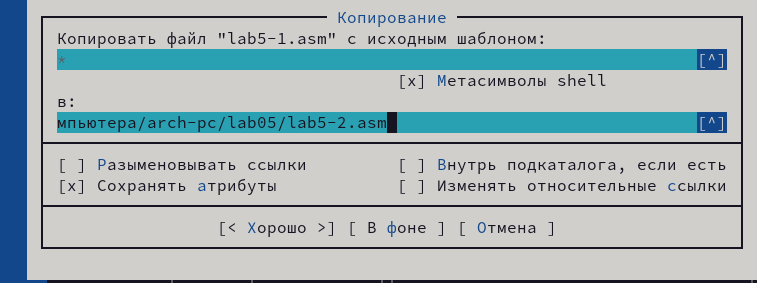 Копирование
Копировать файл "lab5-1.asm" с исходным шаблоном:
* [^]
[x] Метасимволы shell
в:
мпьютера/arch-pc/lab05/lab5-2.asm [^]
[ ] Разыменовывать ссылки [ ] Внутрь подкаталога, если есть
[x] Сохранять атрибуты [ ] Изменять относительные ссылки
[< Хорошо >] [ В фоне ] [ Отмена ]